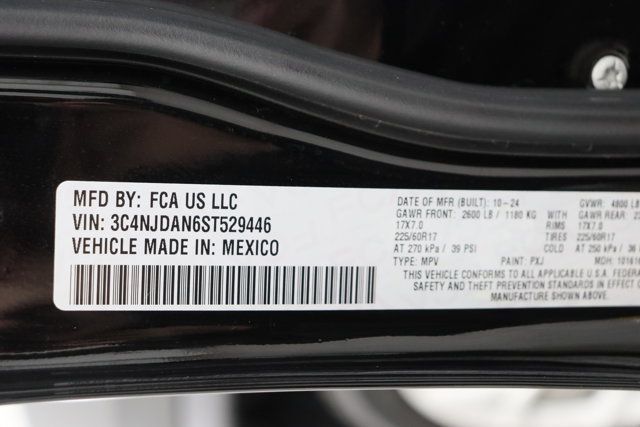 MFD BY: FCA US LLC
VIN: 3C4NJDAN6ST529446
VEHICLE MADE IN: MEXICO
DATE OF MFR (BUILT): 10-24 GVWR: 4800 LB
GAWR FRONT: 2600 LB / 1180 KG GAWR REAR:
17X7.0 RIMS 17X7.0
225/60R17 TIRES 225/60R17
AT 270 kPa / 39 PSI COLD AT 250 kPa / 36
TYPE: MPV PAINT: PXJ MDH:
THIS VEHICLE CONFORMS TO ALL APPLICABLE U.S.A. FEDERAL
SAFETY AND THEFT PREVENTION STANDARDS IN EFFECT
MANUFACTURE SHOWN ABOVE.